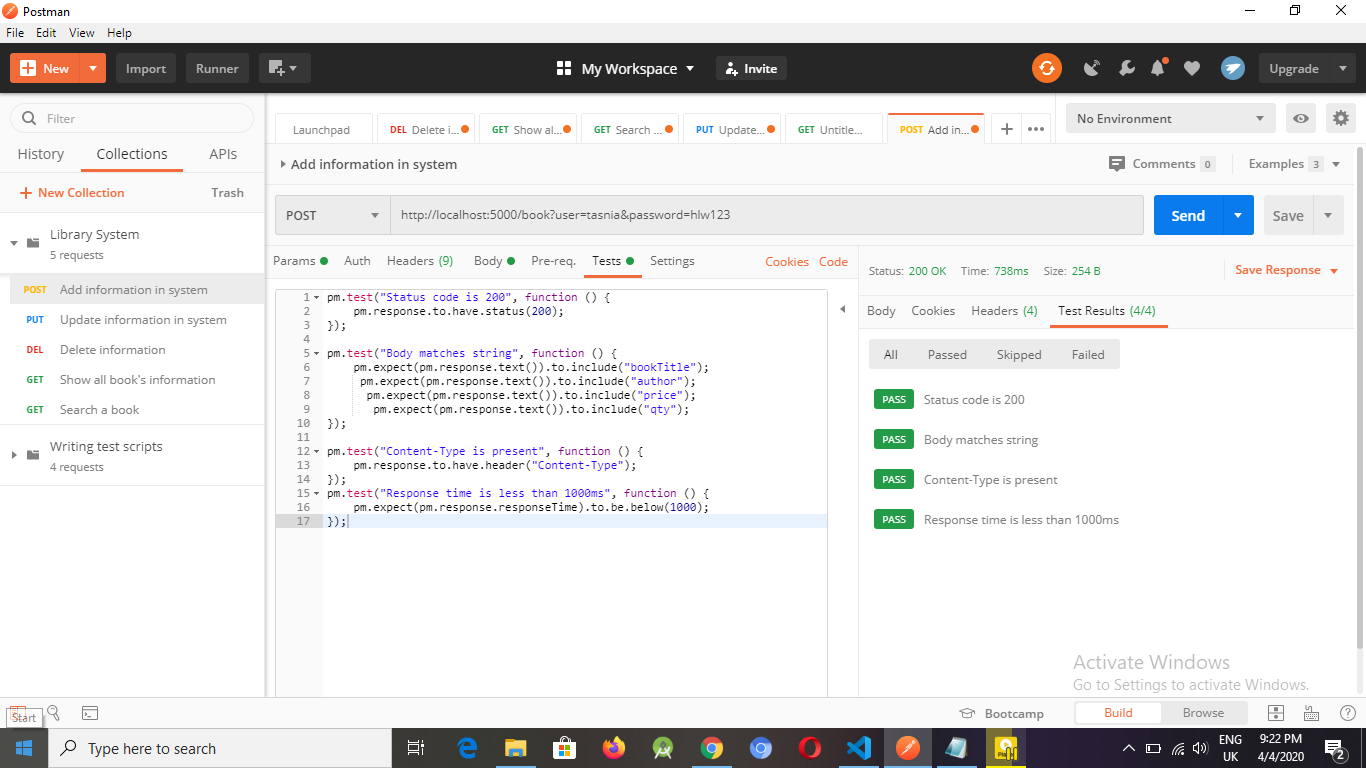 Postman
File Edit View Help
New Import Runner My Workspace Invite Upgrade
Filter
History Collections APIs
New Collection Trash
Library System
5 requests
POST Add information in system
PUT Update information in system
DEL Delete information
GET Show all book's information
GET Search a book
Writing test scripts
4 requests
Launchpad DEL Delete i... GET Show al... GET Search ... PUT Update... GET Untitle... POST Add in...
No Environment
Add information in system
Comments 0 Examples 3
POST http://localhost:5000/book?user=tasnia&password=hlw123 Send Save
Params Auth Headers (9) Body Pre-req. Tests Settings Cookies Code
1 pm.test("Status code is 200", function () {
2 pm.response.to.have.status(200);
3 });
4
5 pm.test("Body matches string", function () {
6 pm.expect(pm.response.text()).to.include("bookTitle");
7 pm.expect(pm.response.text()).to.include("author");
8 pm.expect(pm.response.text()).to.include("price");
9 pm.expect(pm.response.text()).to.include("qty");
10 });
11
12 pm.test("Content-Type is present", function () {
13 pm.response.to.have.header("Content-Type");
14 });
15 pm.test("Response time is less than 1000ms", function () {
16 pm.expect(pm.response.responseTime).to.be.below(1000);
17 });
Status: 200 OK Time: 738ms Size: 254 B Save Response
Body Cookies Headers (4) Test Results (4/4)
All Passed Skipped Failed
PASS Status code is 200
PASS Body matches string
PASS Content-Type is present
PASS Response time is less than 1000ms
Activate Windows
Go to Settings to activate Windows.
Start
Bootcamp Build Browse
Type here to search
ENG
UK
9:22 PM
4/4/2020
2